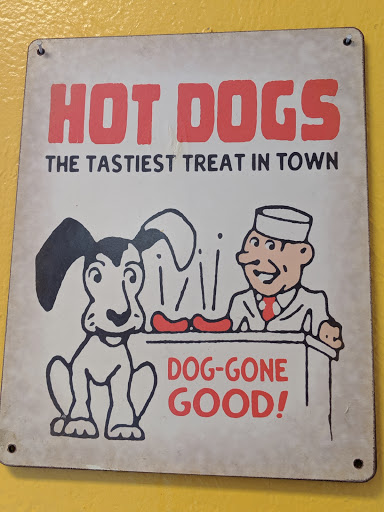 HOT DOGS
THE TASTIEST TREAT IN TOWN
DOG-GONE
GOOD!